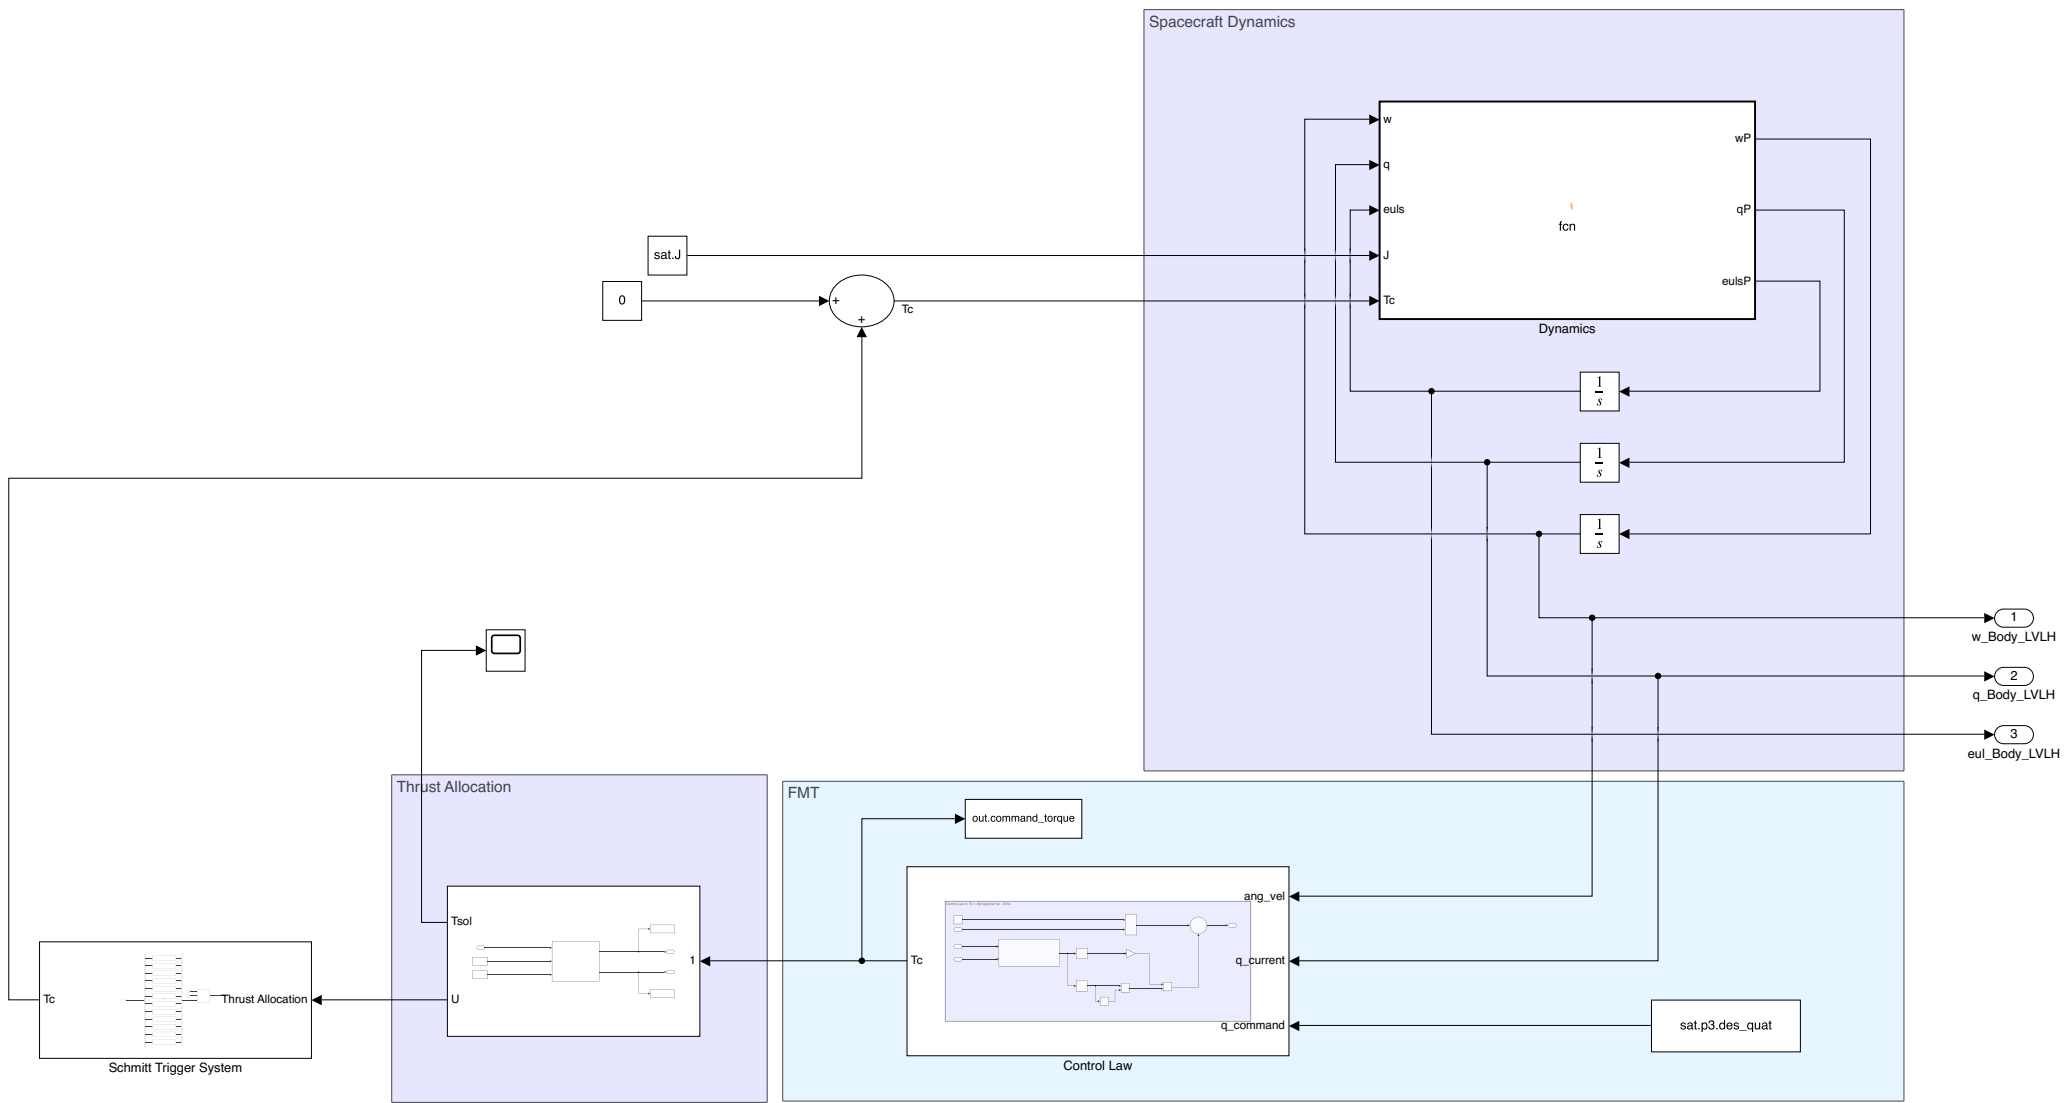 Spacecraft Dynamics
w
wP
q
euls
qP
fcn
sat.J
J
eulsP
0
+
+
Tc
Tc
Dynamics
1
s
1
s
1
s
1
w_Body_LVLH
2
q_Body_LVLH
3
eul_Body_LVLH
Thrust Allocation
FMT
out.command_torque
ang_vel
Tsol
1
Tc
q_current
Tc
Thrust Allocation
U
q_command
sat.p3.des_quat
Schmitt Trigger System
Control Law